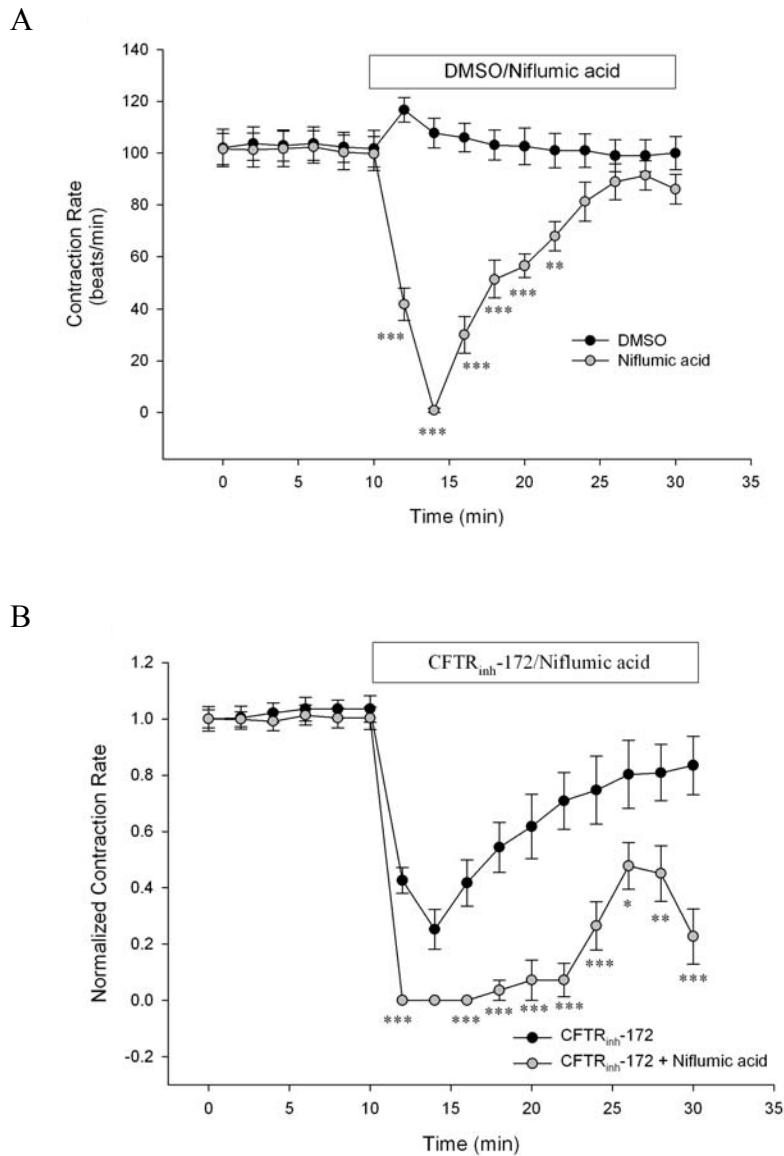 A
DMSO/Niflumic acid
140
120
100
80
60
40
20
0
Contraction Rate
(beats/min)
***
***
***
***
***
**
DMSO
Niflumic acid
0 5 10 15 20 25 30 35
Time (min)
B
CFTRinh-172/Niflumic acid
1.2
1.0
0.8
0.6
0.4
0.2
0.0
-0.2
Normalized Contraction Rate
***
***
***
***
***
***
*
**
***
CFTRinh-172
CFTRinh-172 + Niflumic acid
0 5 10 15 20 25 30 35
Time (min)